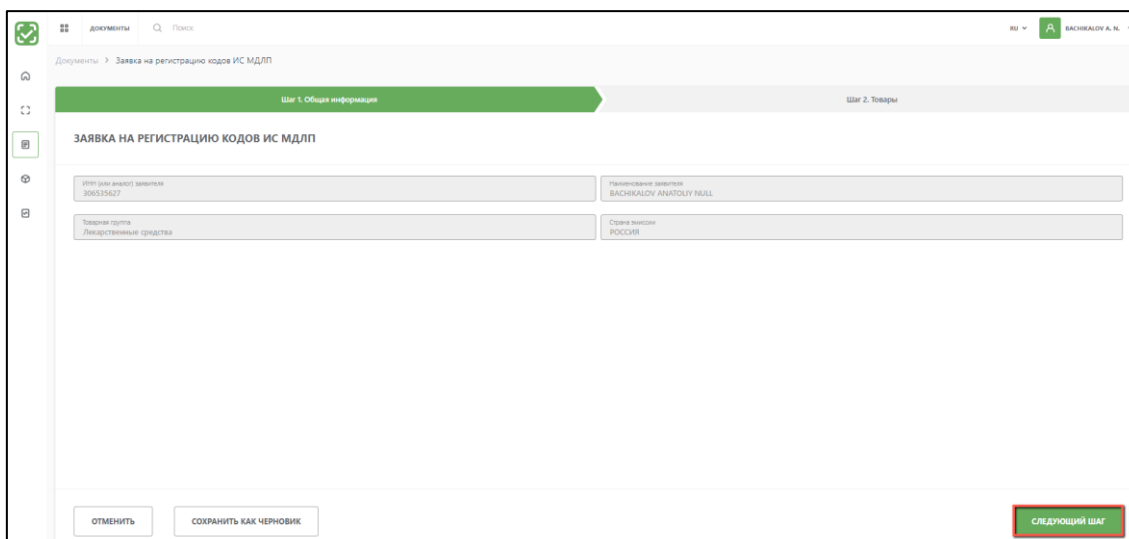 ДОКУМЕНТЫ Поиск RU BACHIKALOV A. N.
Документы > Заявка на регистрацию кодов ИС МДЛП
Шаг 1. Общая информация Шаг 2. Товары
ЗАЯВКА НА РЕГИСТРАЦИЮ КОДОВ ИС МДЛП
ИНН (или аналог) заявителя Наименование заявителя
306535627 BACHIKALOV ANATOLIY NULL
Товарная группа Страна эмиссии
Лекарственные средства РОССИЯ
ОТМЕНИТЬ СОХРАНИТЬ КАК ЧЕРНОВИК СЛЕДУЮЩИЙ ШАГ